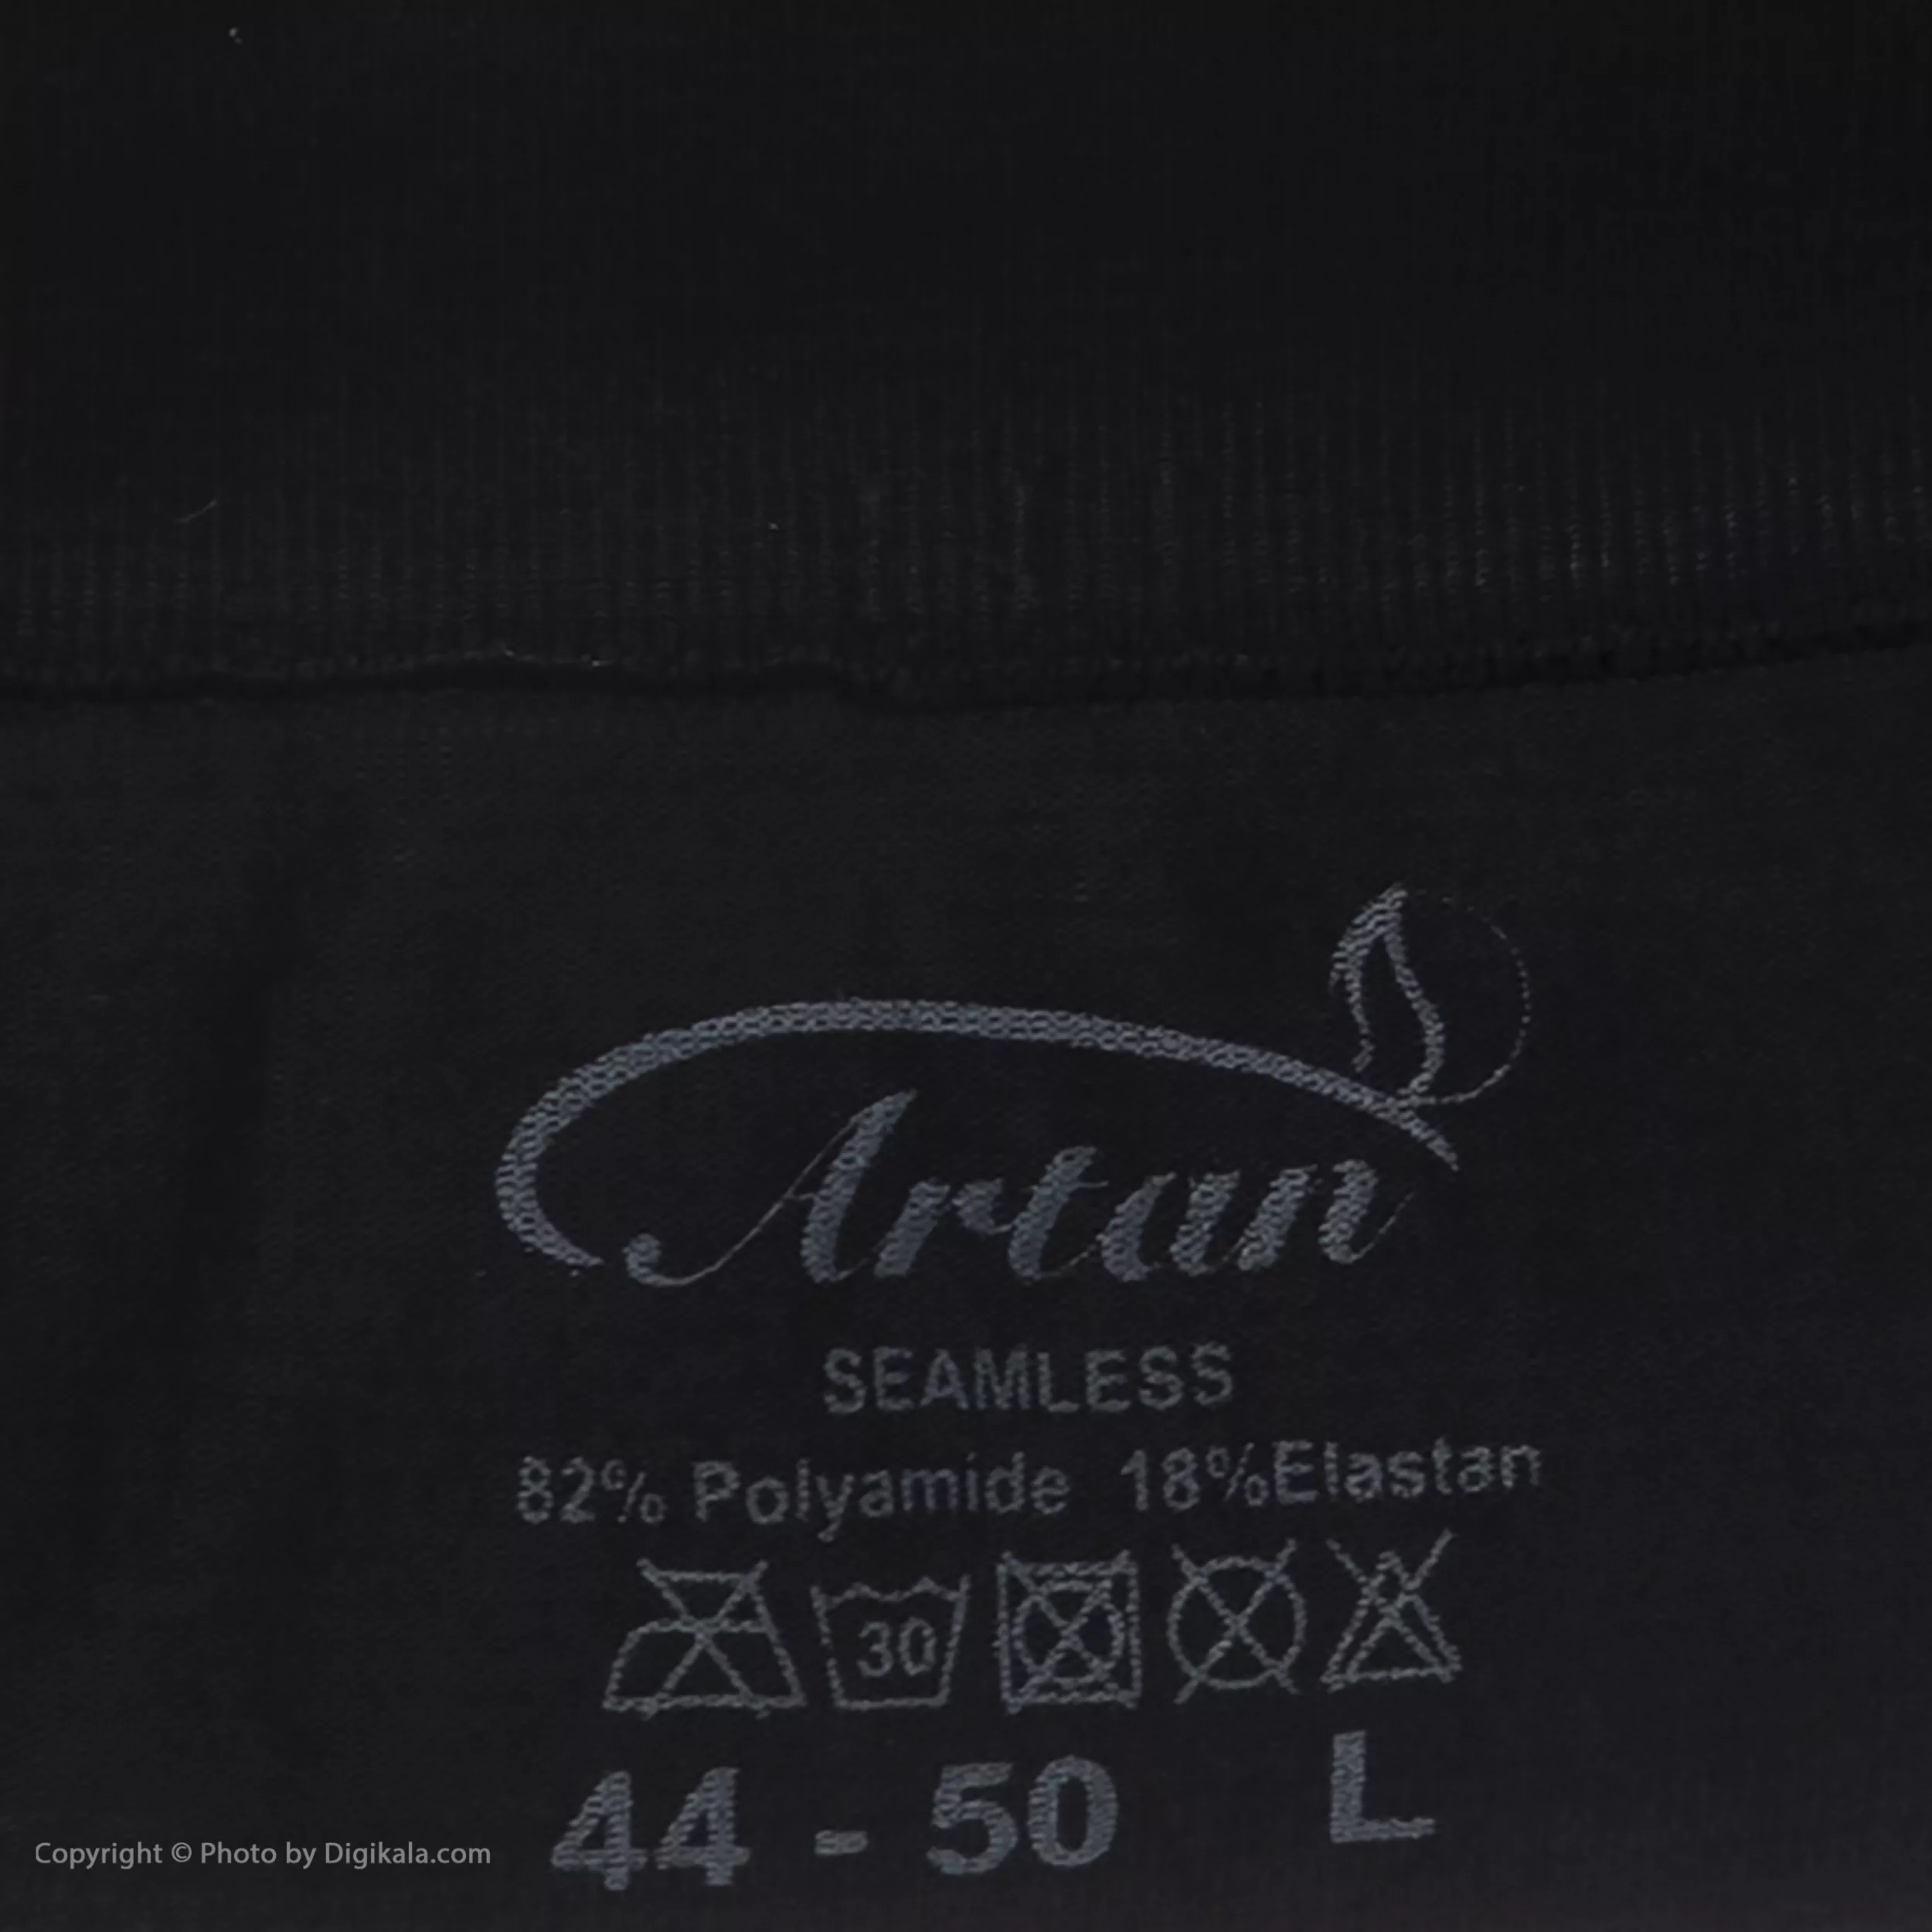 Artan
SEAMLESS
82% Polyamide 18%Elastan
30
44 - 50 L
Copyright © Photo by Digikala.com